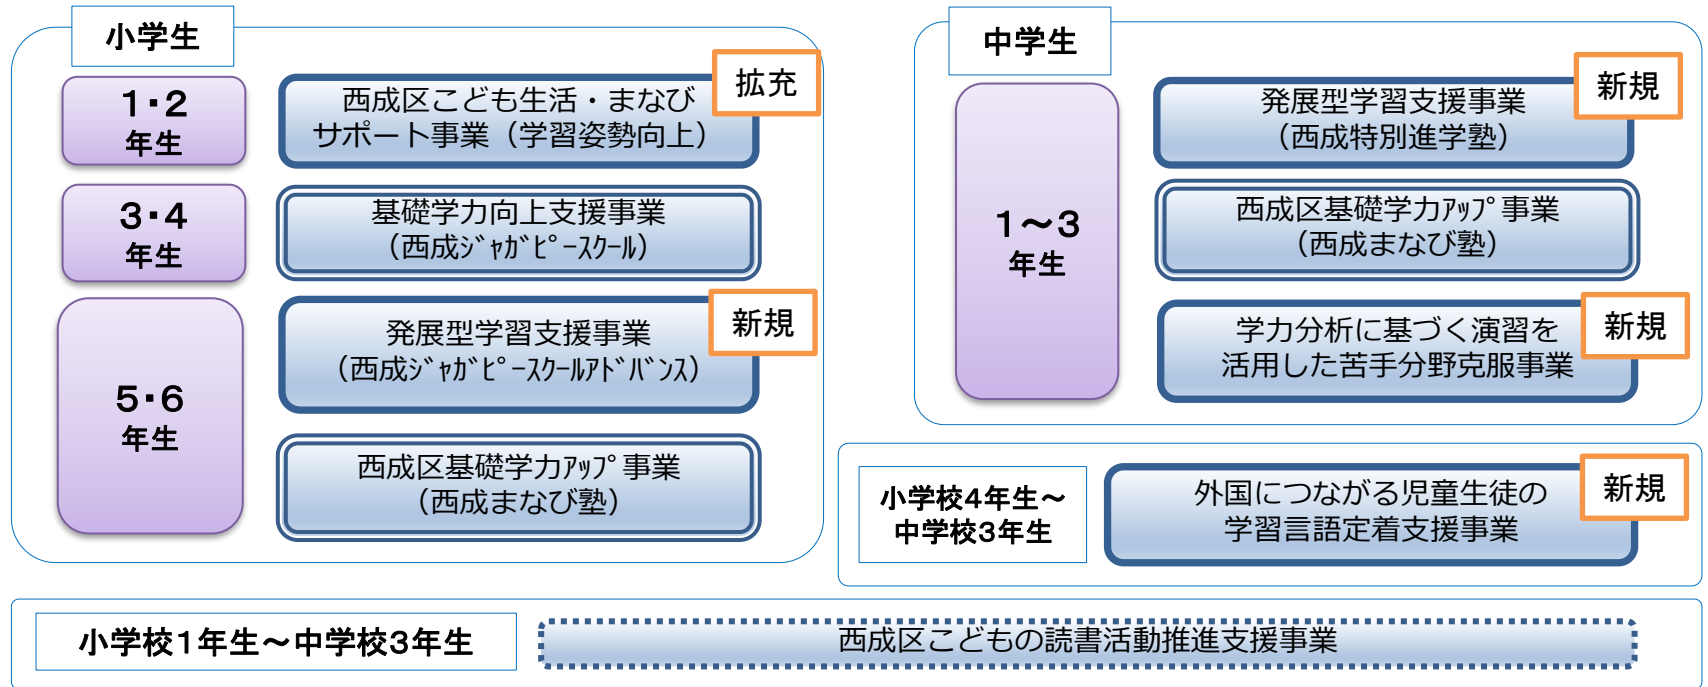 小学生
1・2
年生
西成区こども生活・まなび
サポート事業（学習姿勢向上）
拡充
3・4
年生
基礎学力向上支援事業
（西成ｼﾞｬｶﾞﾋﾟｰｽｸｰﾙ）
5・6
年生
発展型学習支援事業
（西成ｼﾞｬｶﾞﾋﾟｰｽｸｰﾙｱﾄﾞﾊﾞﾝｽ）
新規
西成区基礎学力ｱｯﾌﾟ事業
（西成まなび塾）
中学生
1～3
年生
発展型学習支援事業
（西成特別進学塾）
新規
西成区基礎学力ｱｯﾌﾟ事業
（西成まなび塾）
学力分析に基づく演習を
活用した苦手分野克服事業
新規
小学校4年生～
中学校3年生
外国につながる児童生徒の
学習言語定着支援事業
新規
小学校1年生～中学校3年生
西成区こどもの読書活動推進支援事業